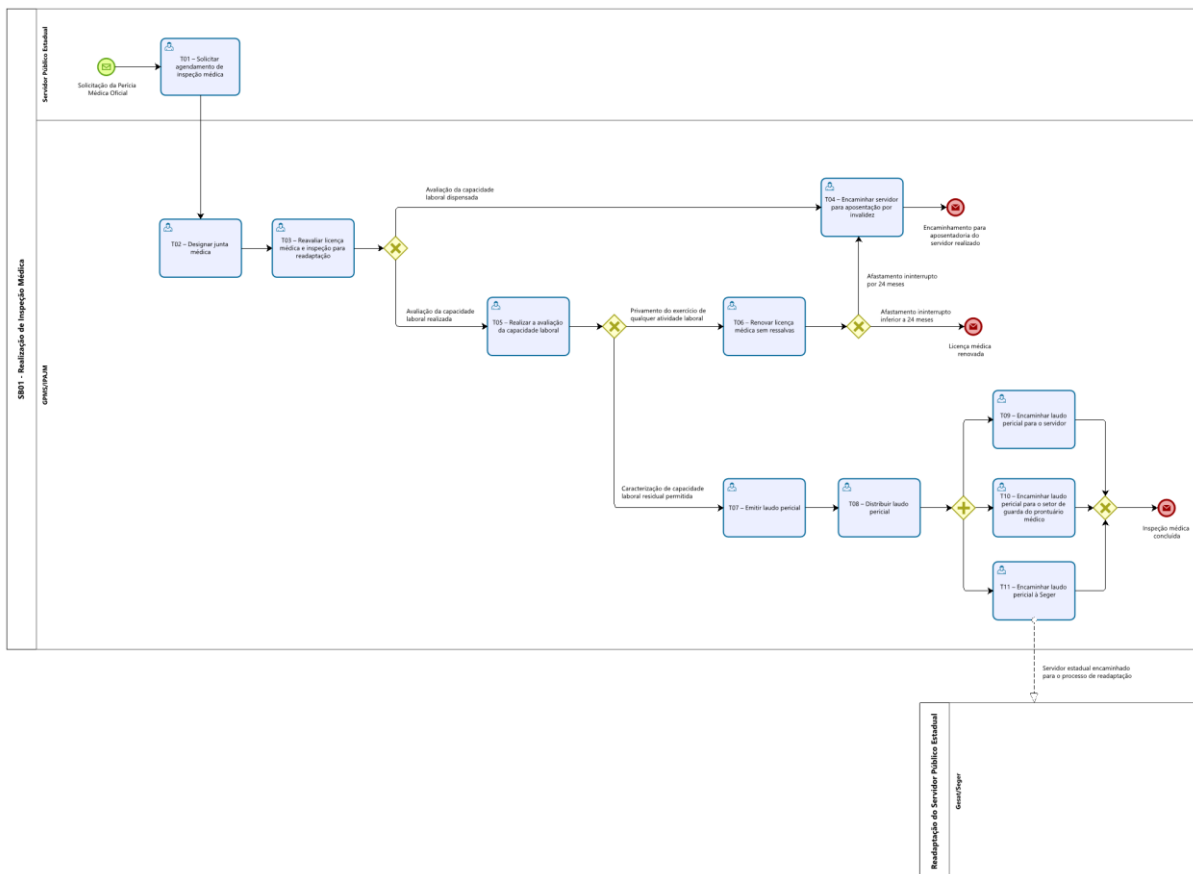 SB01 - Realização de Inspeção Médica
Servidor Público Estadual
Solicitação da Perícia
Médica Oficial
T01 – Solicitar
agendamento de
inspeção médica
GPMS/IPAJM
T02 – Designar junta
médica
T03 – Reavaliar licença
médica e inspeção para
readaptação
Avaliação da capacidade
laboral dispensada
T04 – Encaminhar servidor
para aposentação por
invalidez
Encaminhamento para
aposentadoria do
servidor realizado
Avaliação da capacidade
laboral realizada
T05 – Realizar a avaliação
da capacidade laboral
Privamento do exercício de
qualquer atividade laboral
T06 – Renovar licença
médica sem ressalvas
Afastamento ininterrupto
por 24 meses
Afastamento ininterrupto
inferior a 24 meses
Licença médica
renovada
Caracterização de capacidade
laboral residual permitida
T07 – Emitir laudo pericial
T08 – Distribuir laudo
pericial
T09 – Encaminhar laudo
pericial para o servidor
T10 – Encaminhar laudo
pericial para o setor de
guarda do prontuário
médico
T11 – Encaminhar laudo
pericial à Seger
Inspeção médica
concluída
Servidor estadual encaminhado
para o processo de readaptação
Readaptação do Servidor Público Estadual
Gesat/Seger